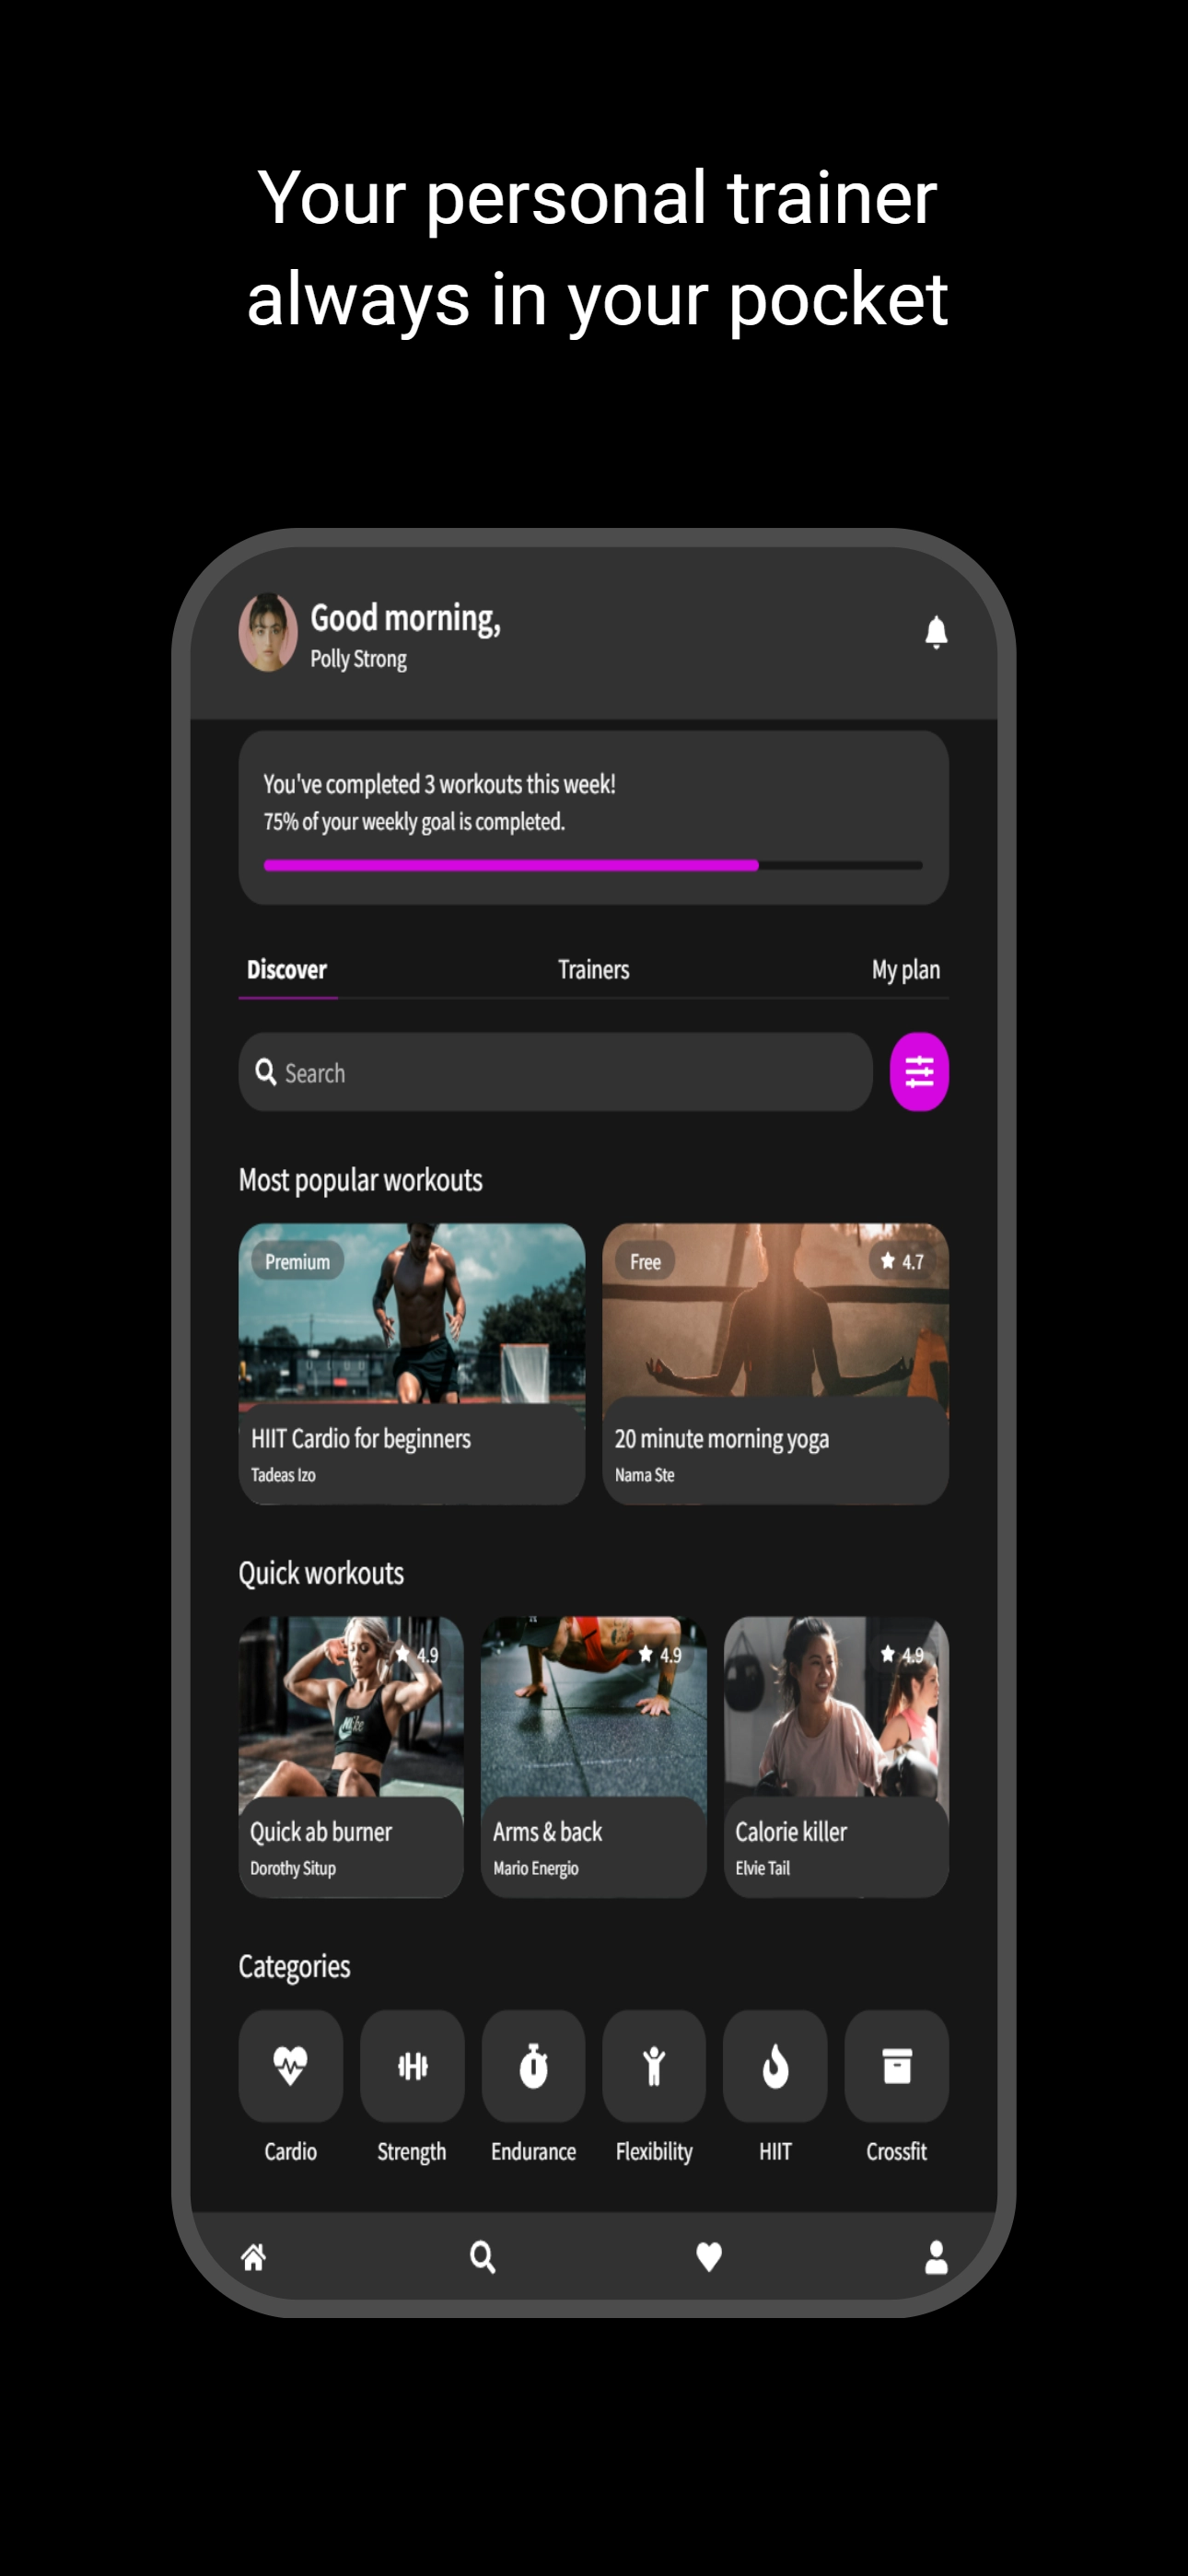 Your personal trainer
always in your pocket
Good morning,
Polly Strong
You've completed 3 workouts this week!
75% of your weekly goal is completed.
Discover Trainers My plan
Search
Most popular workouts
Premium Free 4.7
HIIT Cardio for beginners 20 minute morning yoga
Tadeas Izo Nama Ste
Quick workouts
4.9 4.9 4.9
Nike
Quick ab burner Arms & back Calorie killer
Dorothy Situp Mario Energio Elvie Tail
Categories
Cardio Strength Endurance Flexibility HIIT Crossfit